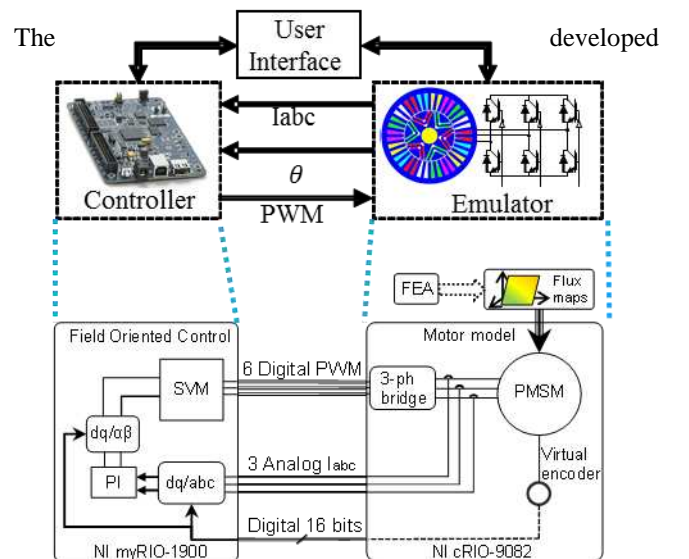 The developed
User
Interface
Iabc
θ
PWM
Controller
Emulator
FEA
Flux
maps
Field Oriented Control
Motor model
6 Digital PWM
SVM
3-ph
bridge
PMSM
dq/αβ
Virtual
encoder
PI
dq/abc
3 Analog Iabc
Digital 16 bits
NI myRIO-1900
NI cRIO-9082